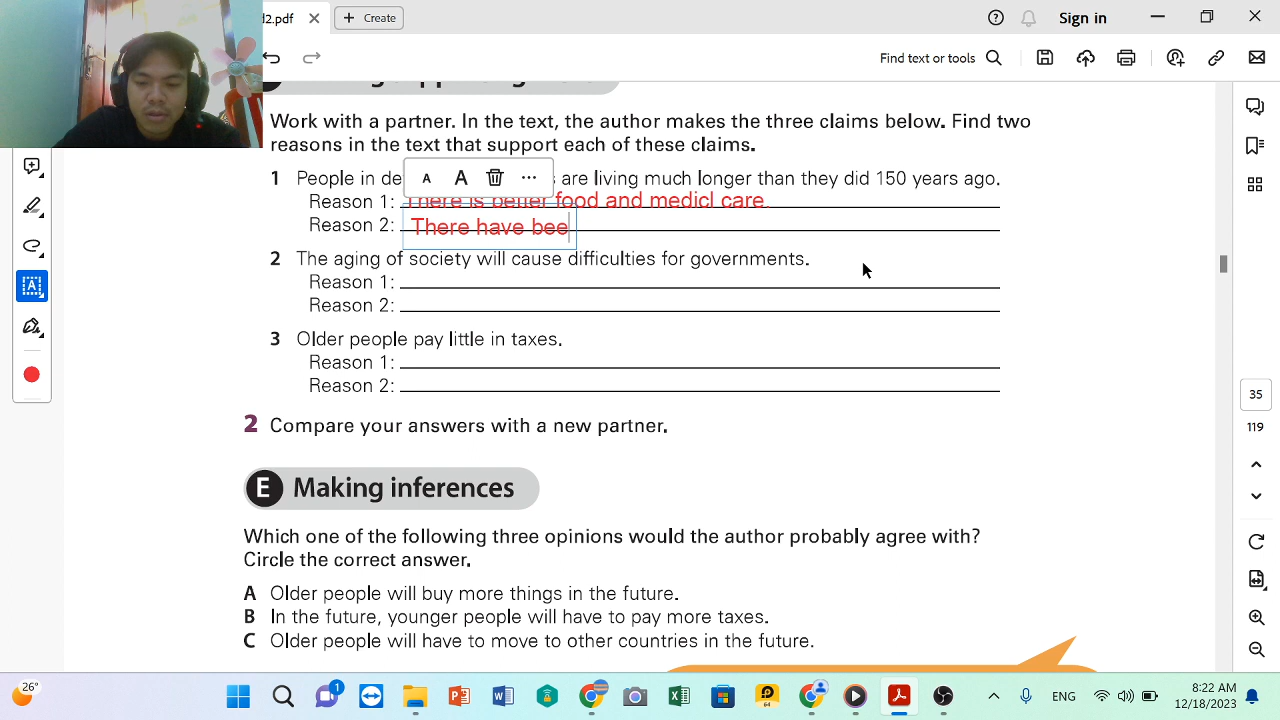 d2.pdf
Create
Sign in
Find text or tools
Work with a partner. In the text, the author makes the three claims below. Find two
reasons in the text that support each of these claims.
1 People in de
are living much longer than they did 150 years ago.
A A ...
Reason 1: There is better food and medicl care.
Reason 2: There have bee
2 The aging of society will cause difficulties for governments.
Reason 1:
Reason 2:
3 Older people pay little in taxes.
Reason 1:
Reason 2:
2 Compare your answers with a new partner.
E Making inferences
Which one of the following three opinions would the author probably agree with?
Circle the correct answer.
A Older people will buy more things in the future.
B In the future, younger people will have to pay more taxes.
C Older people will have to move to other countries in the future.
35
119
26°
1
64
ENG
8:22 AM
12/18/2023